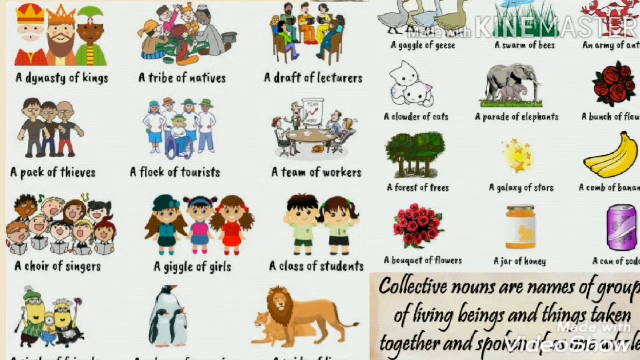 A gaggle of geese
A swarm of bees
An army of ant
Made with KINEMASTER
A dynasty of kings
A tribe of natives
A draft of lecturers
A clowder of cats
A parade of elephants
A bunch of
A pack of thieves
A flock of tourists
A team of workers
A forest of trees
A galaxy of stars
A comb of banan
A choir of singers
A giggle of girls
A class of students
A bouquet of flowers
A jar of honey
A can of soda
Collective nouns are names of group
of living beings and things taken
together and spoken
Made with
VideoShow